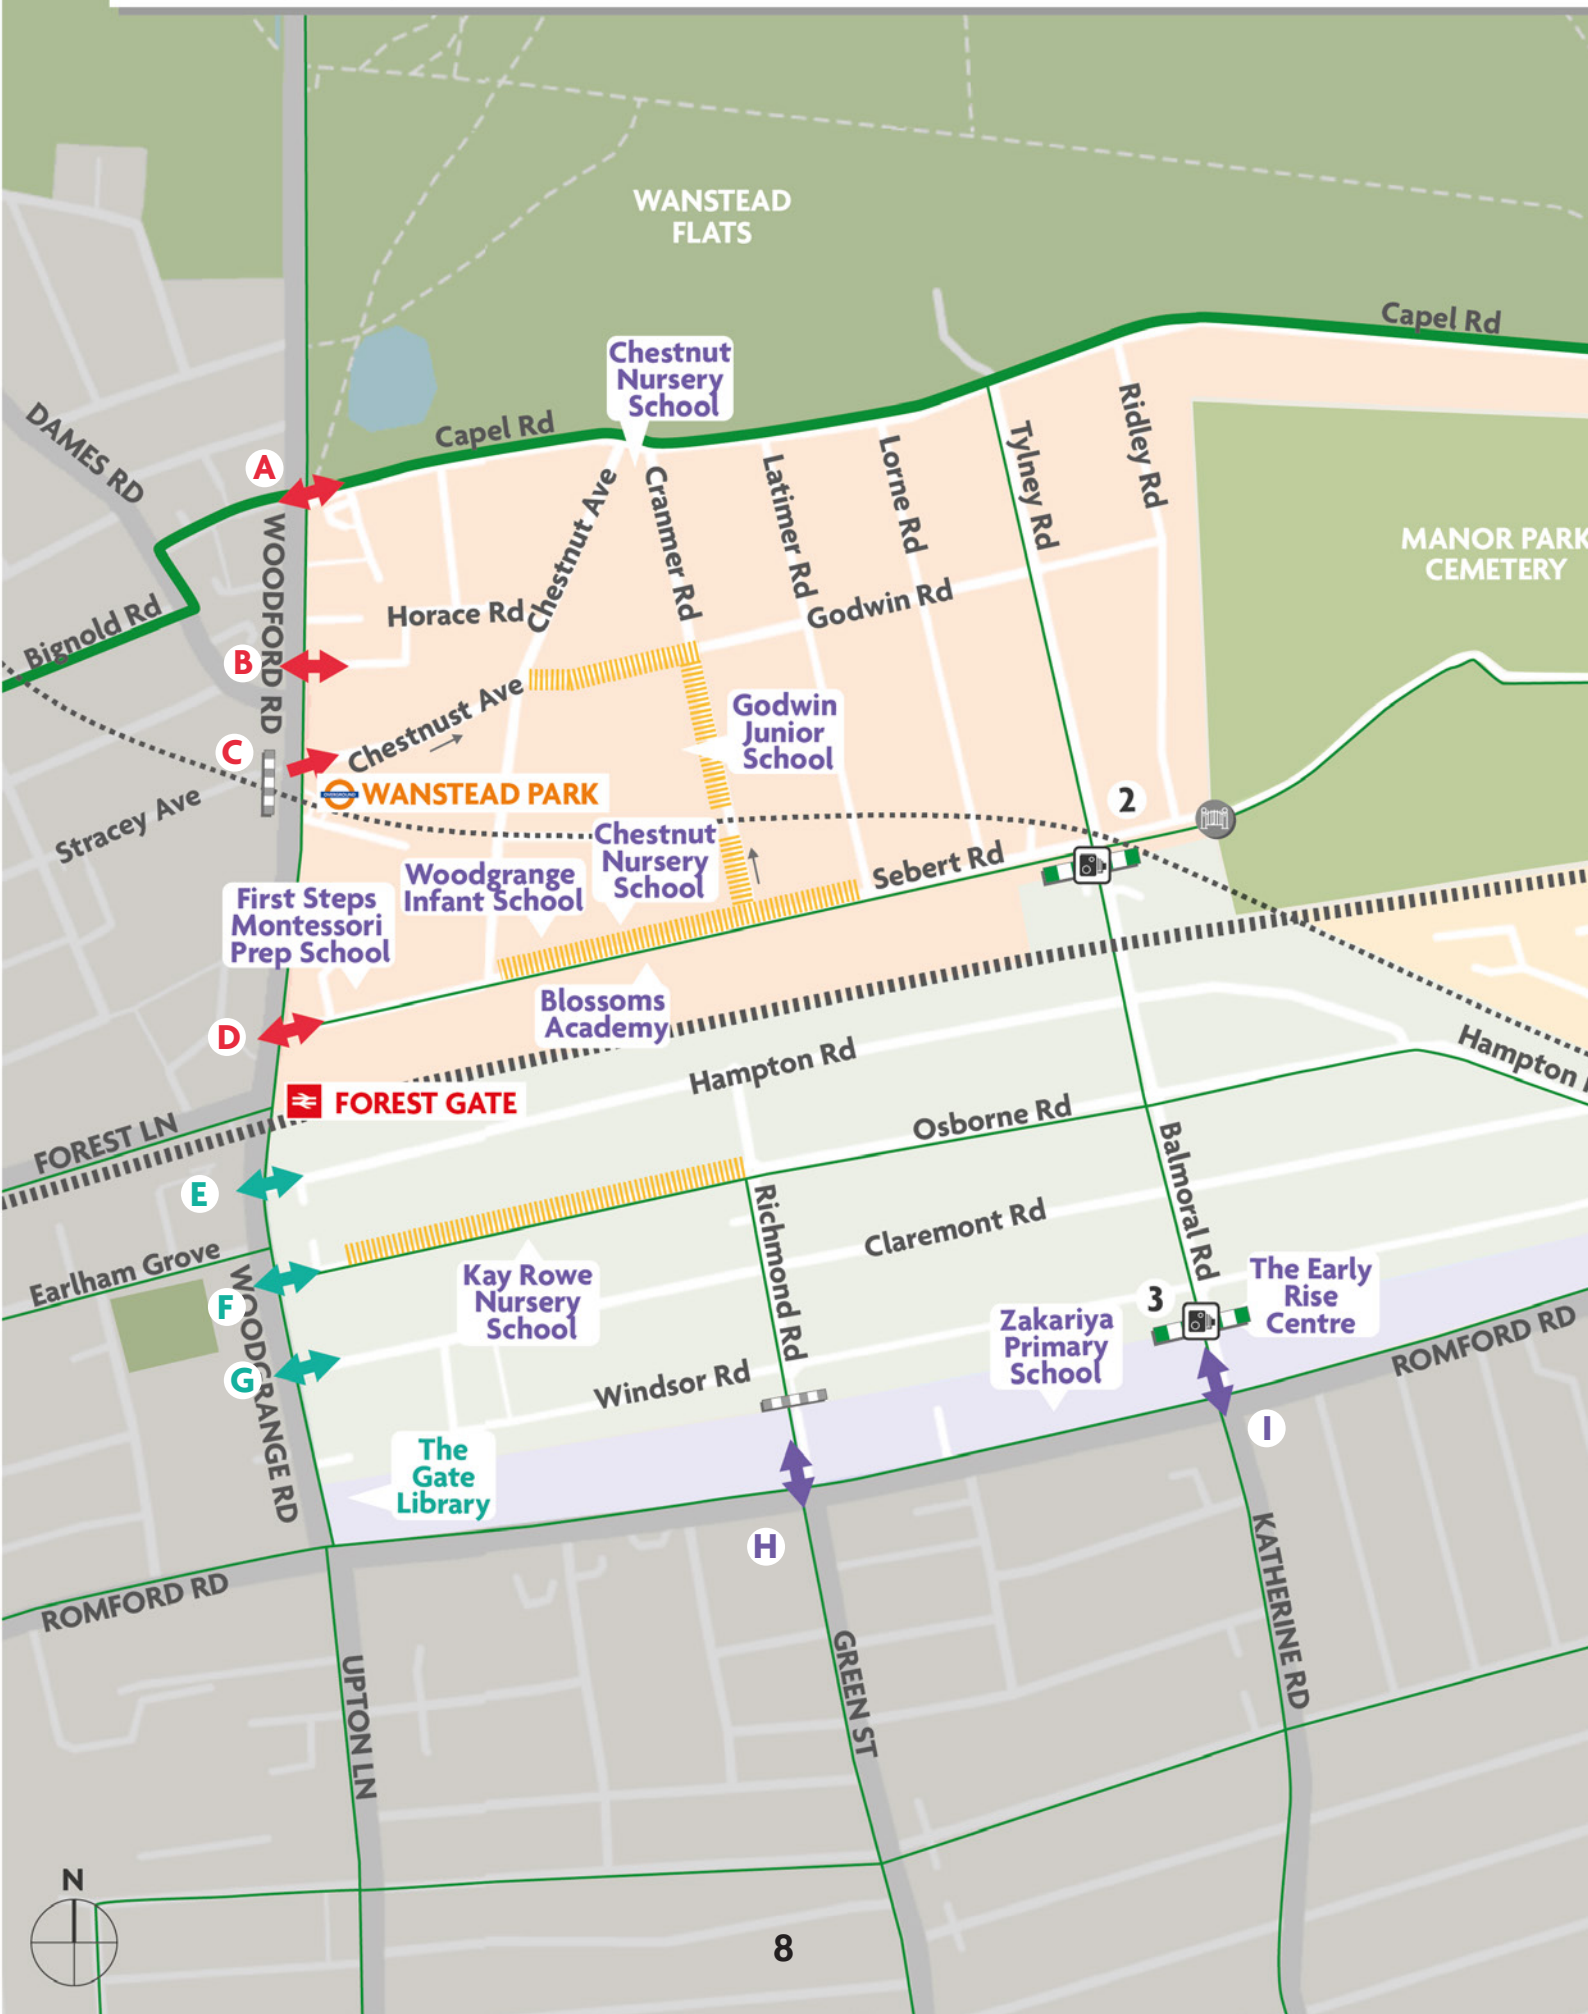 WANSTEAD
FLATS
Capel Rd
Chestnut
Nursery
School
Capel Rd
DAMES RD
A
WOODFORD RD
Chestnut Ave
Cranmer Rd
Latimer Rd
Lorne Rd
Tylney Rd
Ridley Rd
MANOR PARK
CEMETERY
Horace Rd
Godwin Rd
Bignold Rd
B
Chestnust Ave
Godwin
Junior
School
C
OVERGROUND
WANSTEAD PARK
2
Stracey Ave
Chestnut
Nursery
School
Woodgrange
Infant School
Sebert Rd
First Steps
Montessori
Prep School
Blossoms
Academy
D
Hampton Rd
Hampton
FOREST GATE
FOREST LN
Osborne Rd
E
Balmoral Rd
Richmond Rd
Claremont Rd
Earlham Grove
F
WOODGRANGE RD
Kay Rowe
Nursery
School
3
The Early
Rise
Centre
Zakariya
Primary
School
ROMFORD RD
G
Windsor Rd
I
The
Gate
Library
H
KATHERINE RD
ROMFORD RD
UPTON LN
GREEN ST
N
8